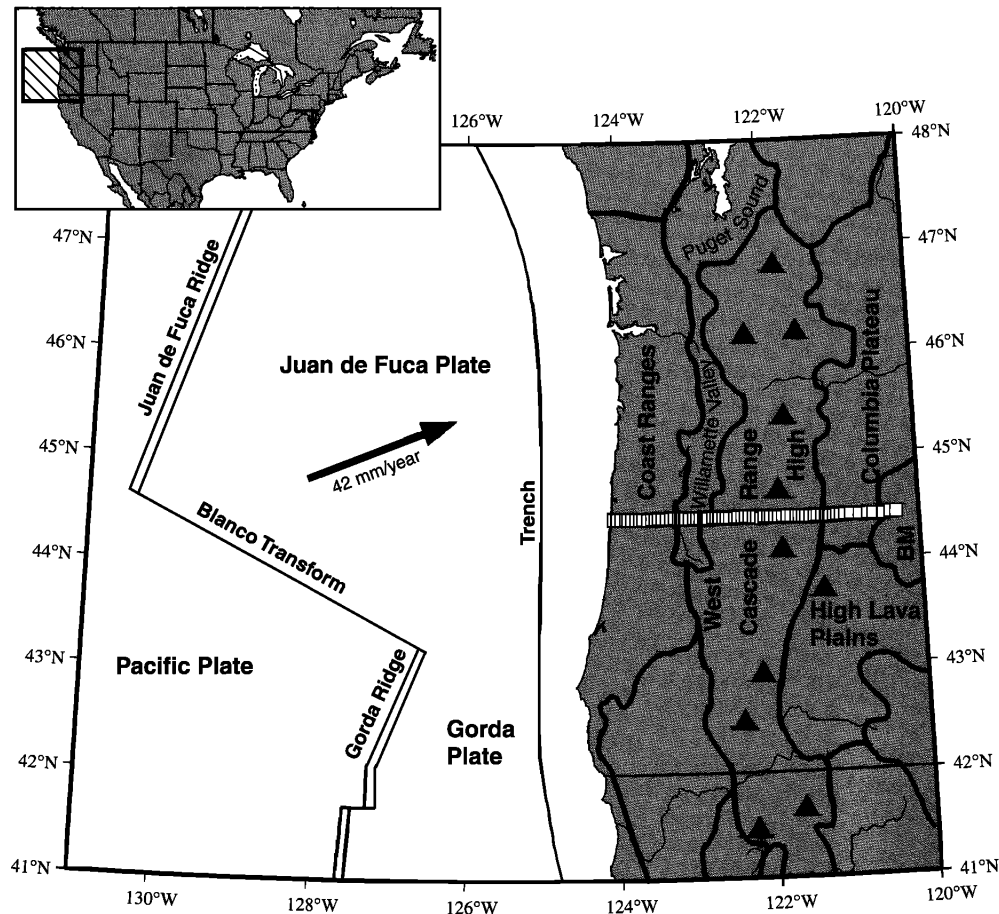 126°W
124°W
122°W
120°W
48°N
47°N
47°N
Puget Sound
Juan de Fuca Ridge
46°N
46°N
Juan de Fuca Plate
Coast Ranges
Willamette Valley
Columbia Plateau
45°N
45°N
42 mm/year
Range
High
Trench
Blanco Transform
44°N
44°N
BM
West
Cascade
High Lava
Plains
43°N
43°N
Pacific Plate
Gorda Ridge
Gorda
Plate
42°N
42°N
41°N
41°N
130°W
128°W
126°W
124°W
122°W
120°W